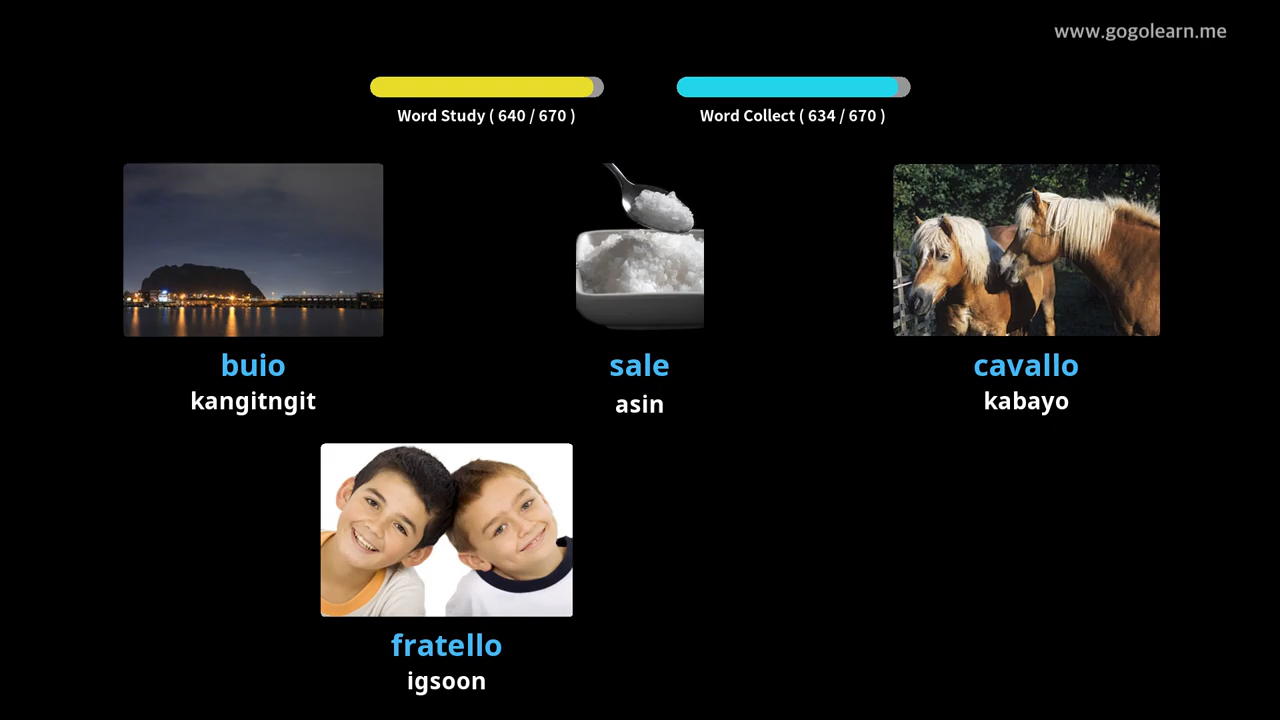 www.gogolearn.me
Word Study ( 640 / 670 )
Word Collect ( 634 / 670 )
buio
kangitngit
sale
asin
cavallo
kabayo
fratello
igsoon